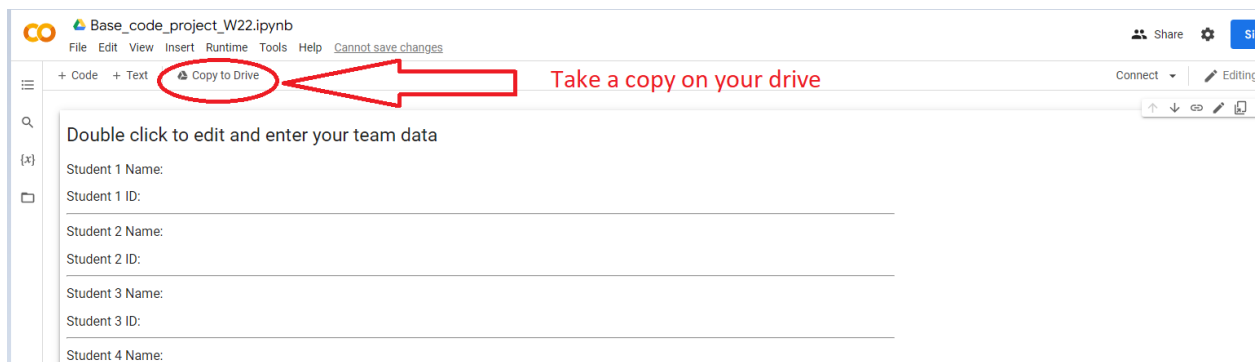 Base_code_project_W22.ipynb
File Edit View Insert Runtime Tools Help Cannot save changes
Share
+ Code + Text Copy to Drive
Take a copy on your drive
Connect
Editing
{x}
Double click to edit and enter your team data
Student 1 Name:
Student 1 ID:
Student 2 Name:
Student 2 ID:
Student 3 Name:
Student 3 ID:
Student 4 Name: